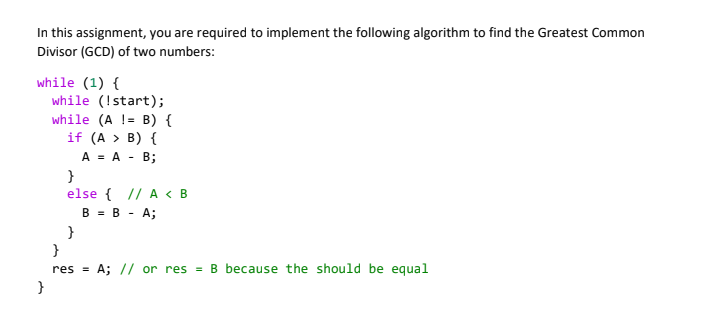 In this assignment, you are required to implement the following algorithm to find the Greatest Common
Divisor (GCD) of two numbers:
while (1) {
  while (!start);
  while (A != B) {
    if (A > B) {
      A = A - B;
    }
    else {  // A < B
      B = B - A;
    }
  }
  res = A; // or res = B because the should be equal
}